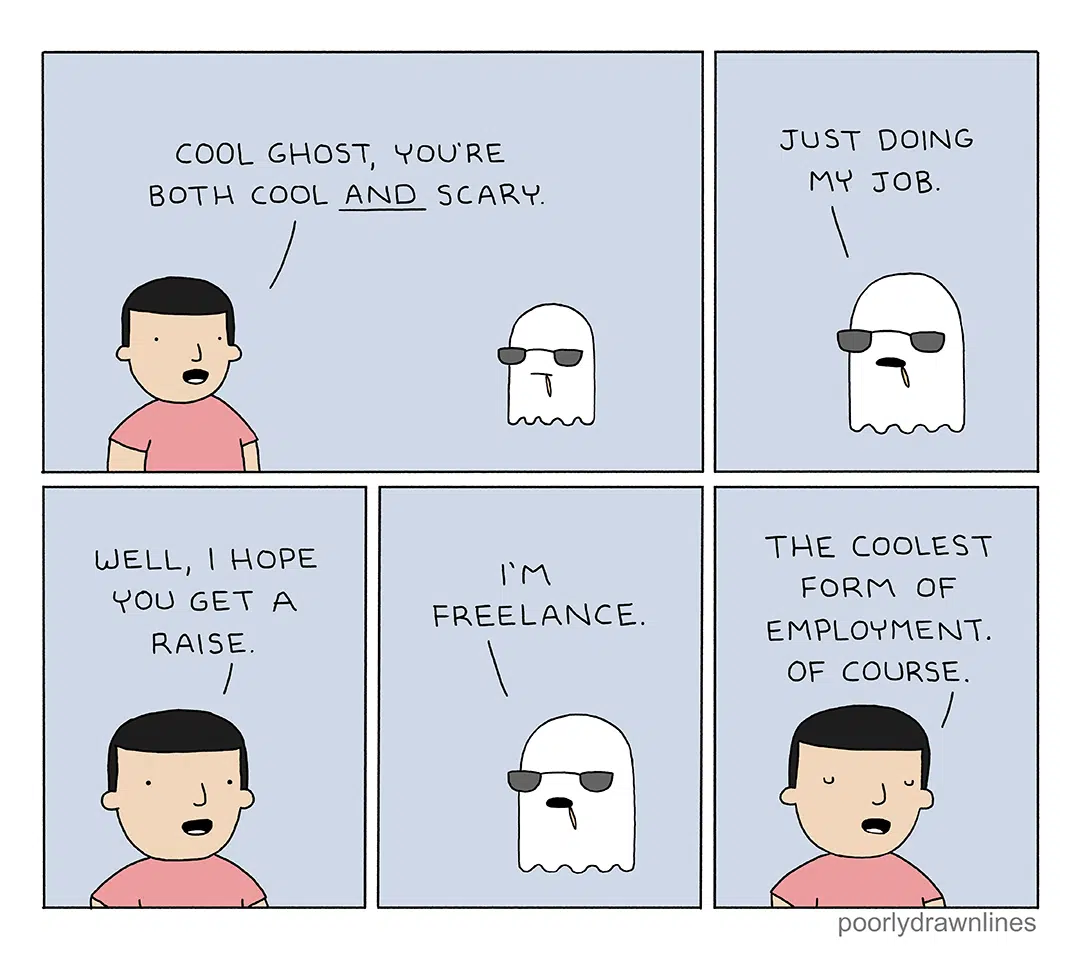 COOL GHOST, YOU'RE
BOTH COOL AND SCARY.
JUST DOING
MY JOB.
WELL, I HOPE
YOU GET A
RAISE.
I'M
FREELANCE.
THE COOLEST
FORM OF
EMPLOYMENT.
OF COURSE.
poorlydrawnlines